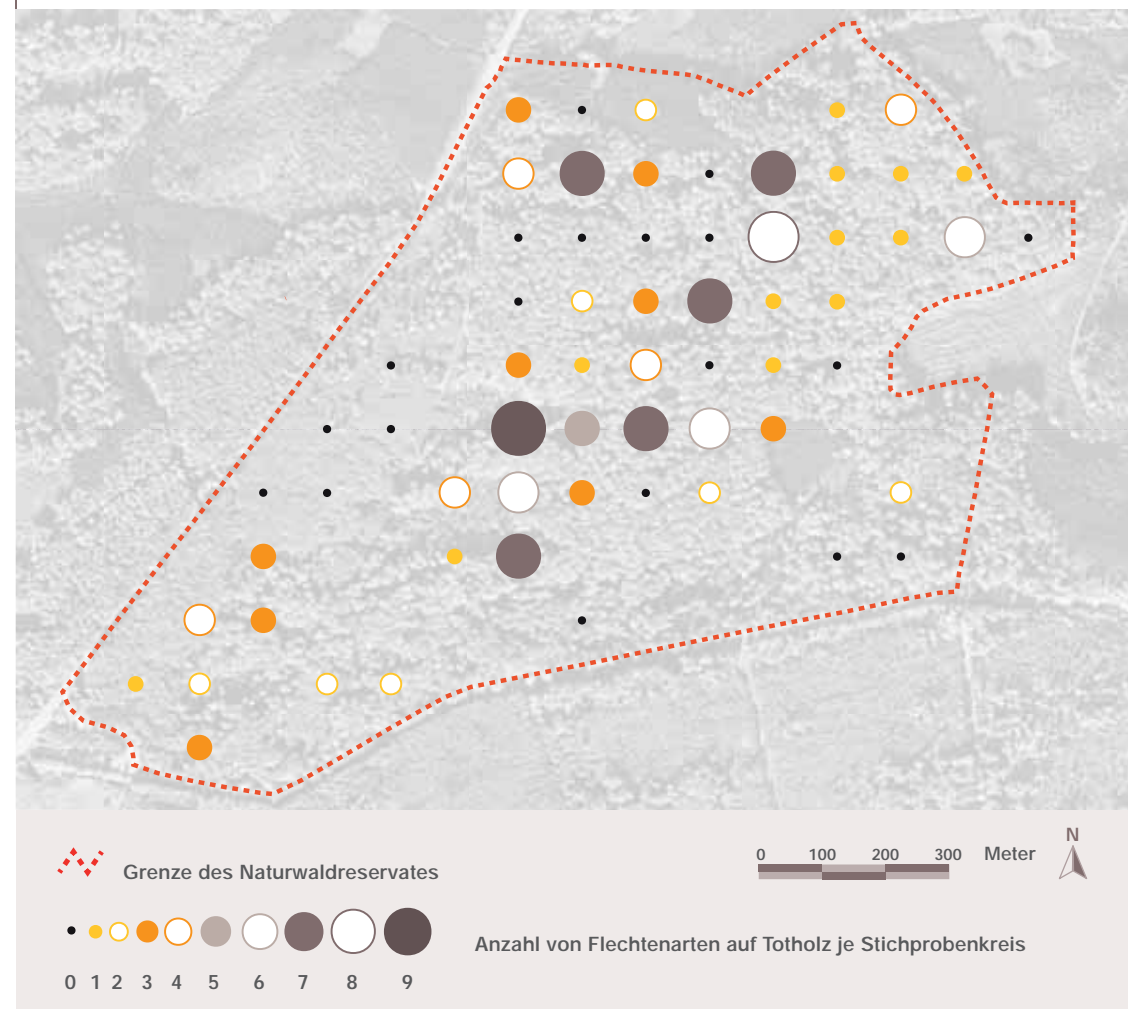 N
0 100 200 300 Meter
Grenze des Naturwaldreservates
Anzahl von Flechtenarten auf Totholz je Stichprobenkreis
0 1 2 3 4 5 6 7 8 9